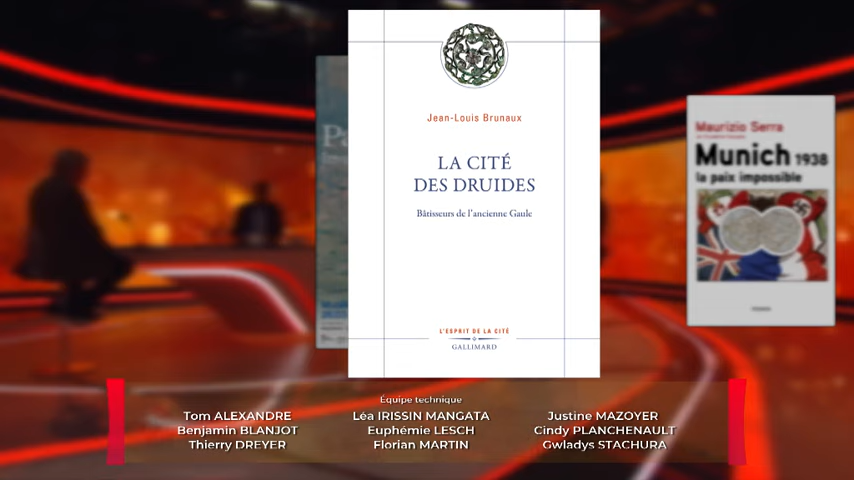 Jean-Louis Brunaux
LA CITÉ
DES DRUIDES
Bâtisseurs de l'ancienne Gaule
L'ESPRIT DE LA CITÉ
GALLIMARD
Maurizio Serra
Munich 1938
la paix impossible
Équipe technique
Tom ALEXANDRE
Benjamin BLANJOT
Thierry DREYER
Léa IRISSIN MANGATA
Euphémie LESCH
Florian MARTIN
Justine MAZOYER
Cindy PLANCHENAULT
Gwladys STACHURA